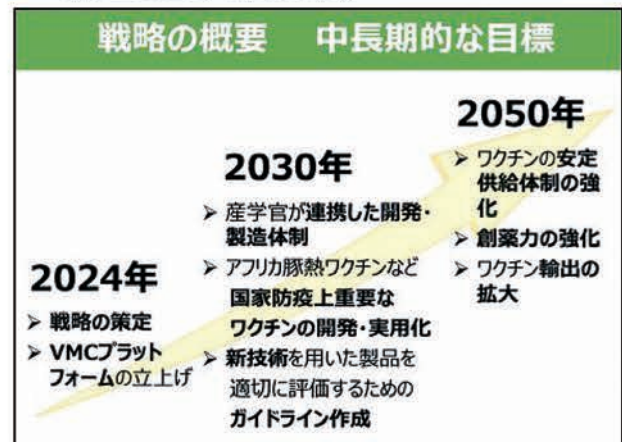 戦略の概要　中長期的な目標
2024年
➤ 戦略の策定
➤ VMCプラット
フォームの立上げ
2030年
➤ 産学官が連携した開発・
製造体制
➤ アフリカ豚熱ワクチンなど
国家防疫上重要な
ワクチンの開発・実用化
➤ 新技術を用いた製品を
適切に評価するための
ガイドライン作成
2050年
➤ ワクチンの安定
供給体制の強
化
➤ 創薬力の強化
➤ ワクチン輸出の
拡大